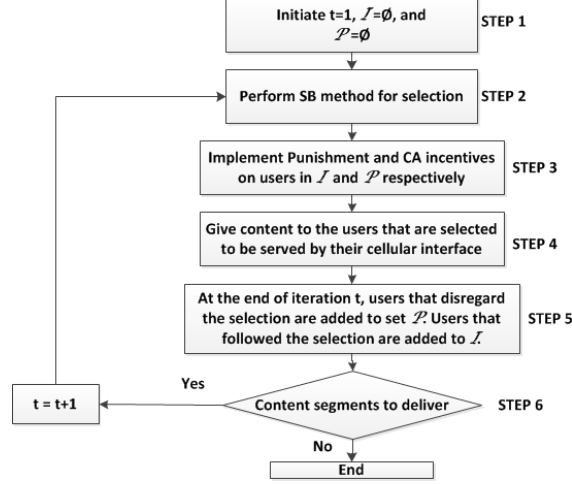 Initiate t=1, ℐ=Ø, and
𝒫=Ø
STEP 1
Perform SB method for selection
STEP 2
Implement Punishment and CA incentives
on users in ℐ and 𝒫 respectively
STEP 3
Give content to the users that are selected
to be served by their cellular interface
STEP 4
At the end of iteration t, users that disregard
the selection are added to set 𝒫. Users that
followed the selection are added to ℐ.
STEP 5
Yes
t = t+1
Content segments to deliver
STEP 6
No
End